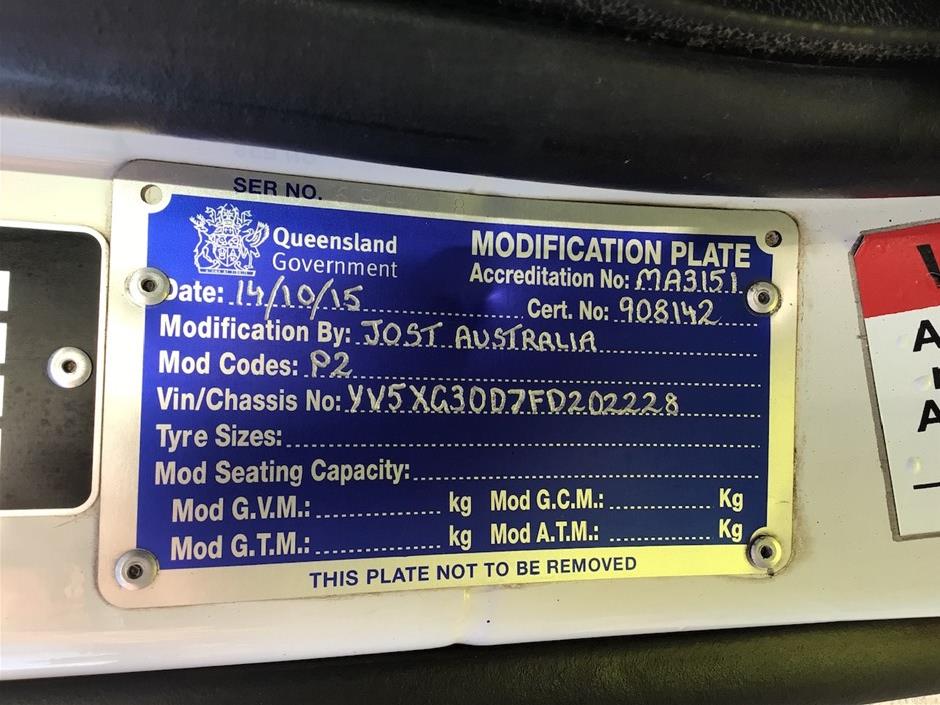 SER NO.
Queensland
Government
MODIFICATION PLATE
Accreditation No: MA3151
Date: 14/10/15
Cert. No: 908142
Modification By: JOST AUSTRALIA
Mod Codes: P2
Vin/Chassis No: YV5XG30D7FD202228
Tyre Sizes:
Mod Seating Capacity:
Mod G.V.M.: kg Mod G.C.M.: Kg
Mod G.T.M.: kg Mod A.T.M.: Kg
THIS PLATE NOT TO BE REMOVED